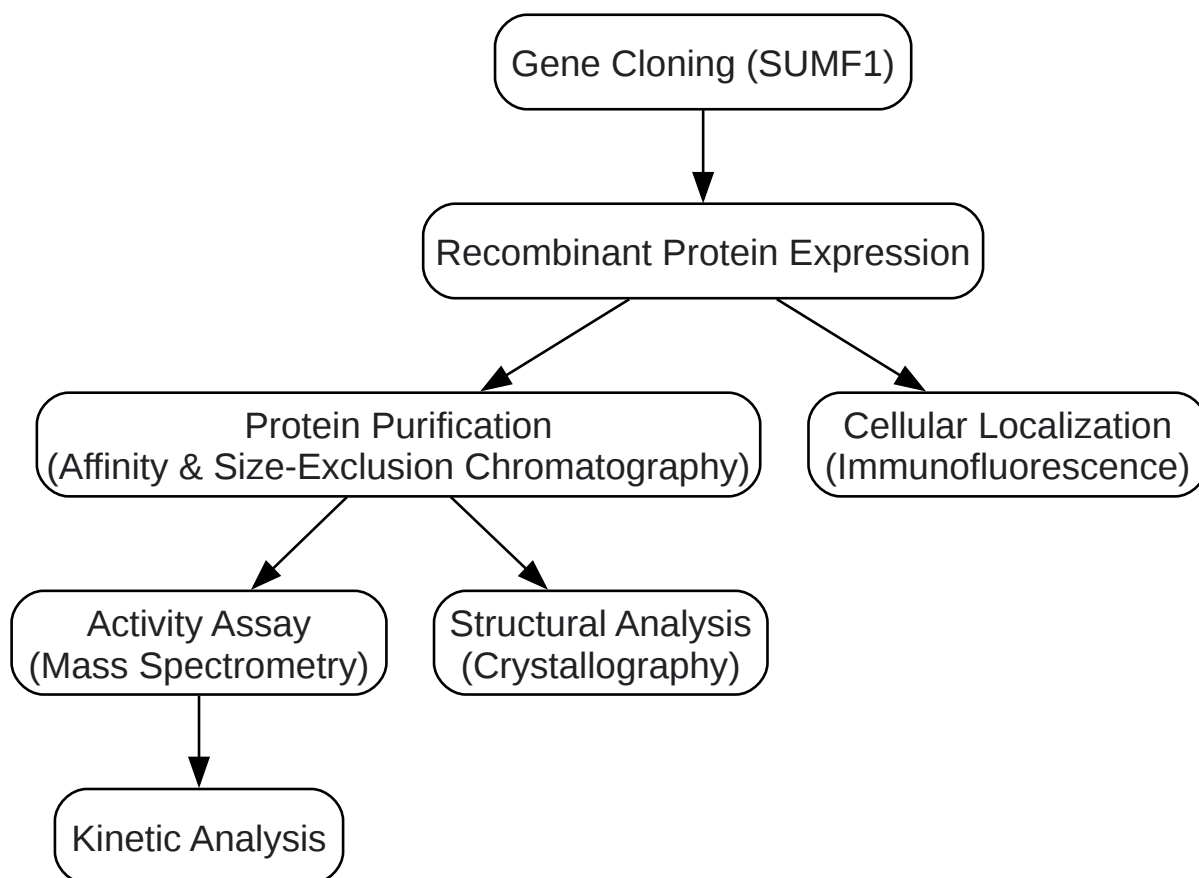 Gene Cloning (SUMF1)
Recombinant Protein Expression
Protein Purification
(Affinity & Size-Exclusion Chromatography)
Cellular Localization
(Immunofluorescence)
Activity Assay
(Mass Spectrometry)
Structural Analysis
(Crystallography)
Kinetic Analysis